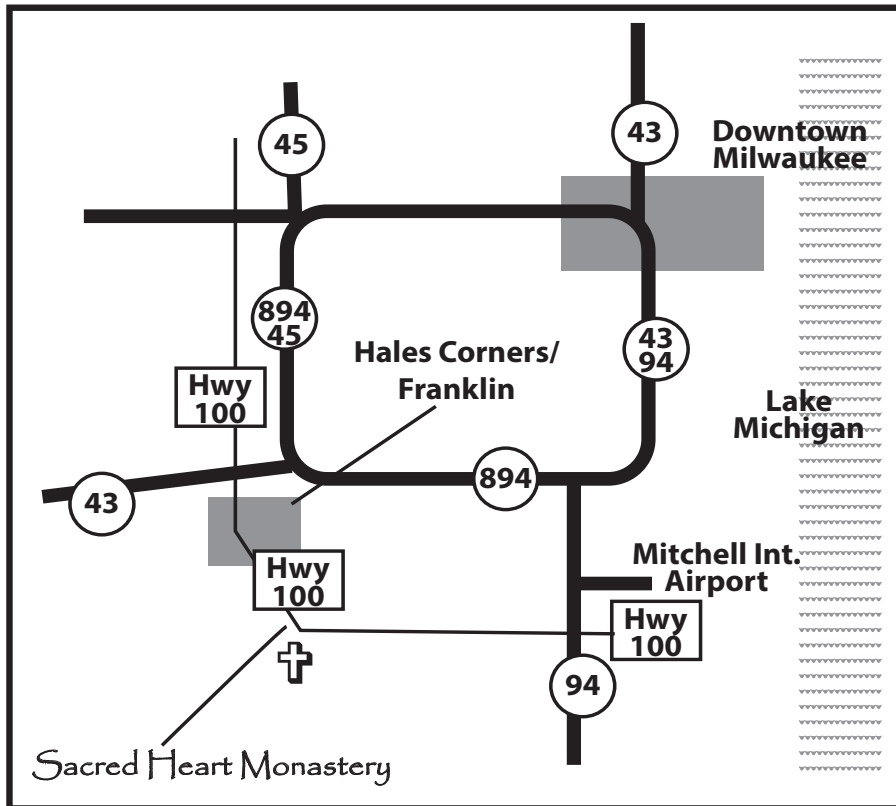 45
43
Downtown
Milwaukee
894
45
43
94
Hales Corners/
Franklin
Hwy
100
Lake
Michigan
43
894
Hwy
100
Mitchell Int.
Airport
Hwy
100
94
Sacred Heart Monastery